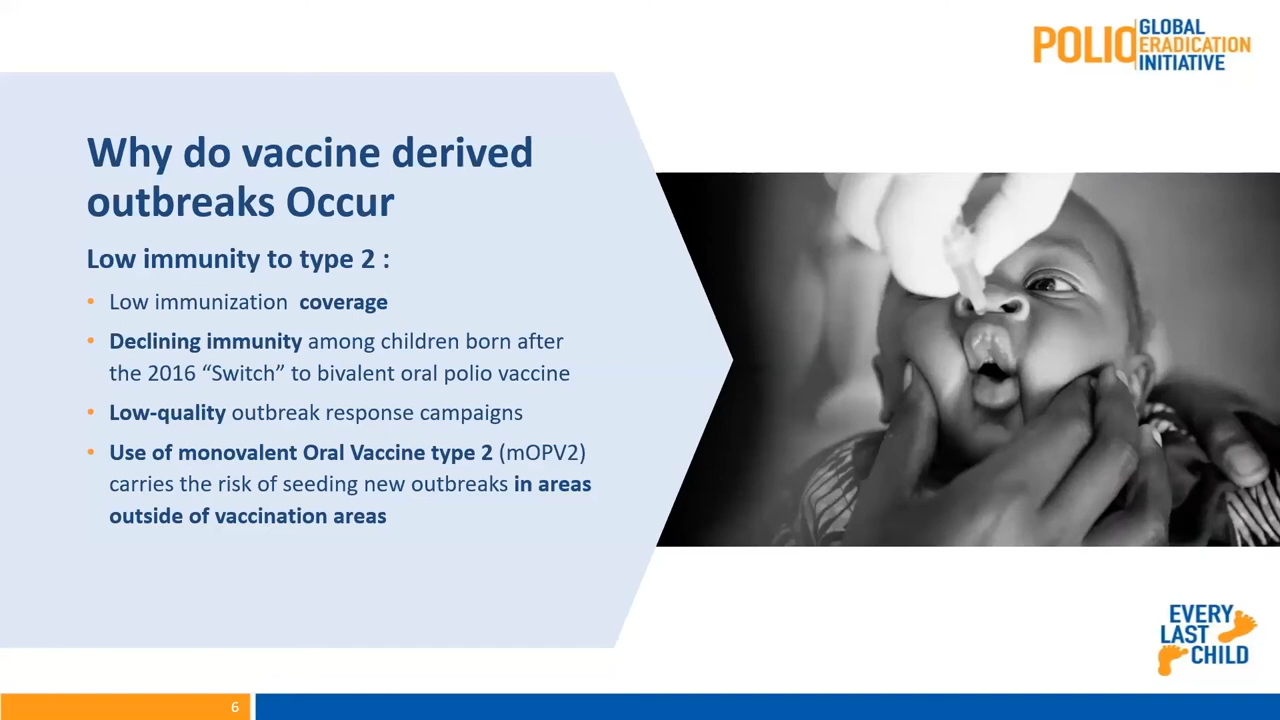 POLIO GLOBAL
ERADICATION
INITIATIVE
Why do vaccine derived
outbreaks Occur
Low immunity to type 2 :
• Low immunization coverage
• Declining immunity among children born after
the 2016 “Switch” to bivalent oral polio vaccine
• Low-quality outbreak response campaigns
• Use of monovalent Oral Vaccine type 2 (mOPV2)
carries the risk of seeding new outbreaks in areas
outside of vaccination areas
EVERY
LAST
CHILD
6